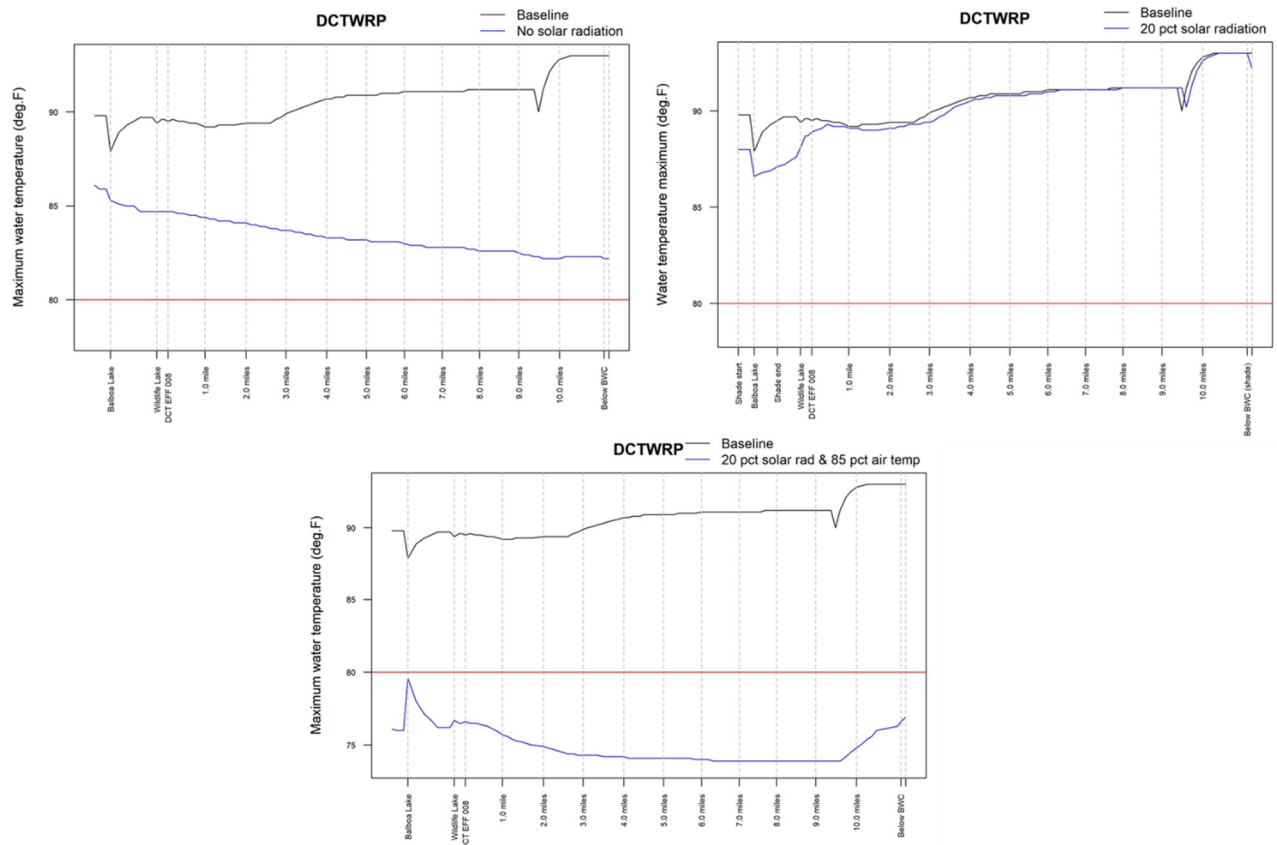 DCTWRP
Baseline
No solar radiation
Maximum water temperature (deg.F)
90
85
80
Balboa Lake
Wildlife Lake
DCT EFF 008
1.0 mile
2.0 miles
3.0 miles
4.0 miles
5.0 miles
6.0 miles
7.0 miles
8.0 miles
9.0 miles
10.0 miles
Below BWC
DCTWRP
Baseline
20 pct solar radiation
Water temperature maximum (deg.F)
90
85
80
Shade start
Balboa Lake
Shade end
Wildlife Lake
DCT EFF 008
1.0 mile
2.0 miles
3.0 miles
4.0 miles
5.0 miles
6.0 miles
7.0 miles
8.0 miles
9.0 miles
10.0 miles
Below BWC (shade)
DCTWRP
Baseline
20 pct solar rad & 85 pct air temp
Maximum water temperature (deg.F)
90
85
80
75
Balboa Lake
Wildlife Lake
CT EFF 008
1.0 mile
2.0 miles
3.0 miles
4.0 miles
5.0 miles
6.0 miles
7.0 miles
8.0 miles
9.0 miles
10.0 miles
Below BWC